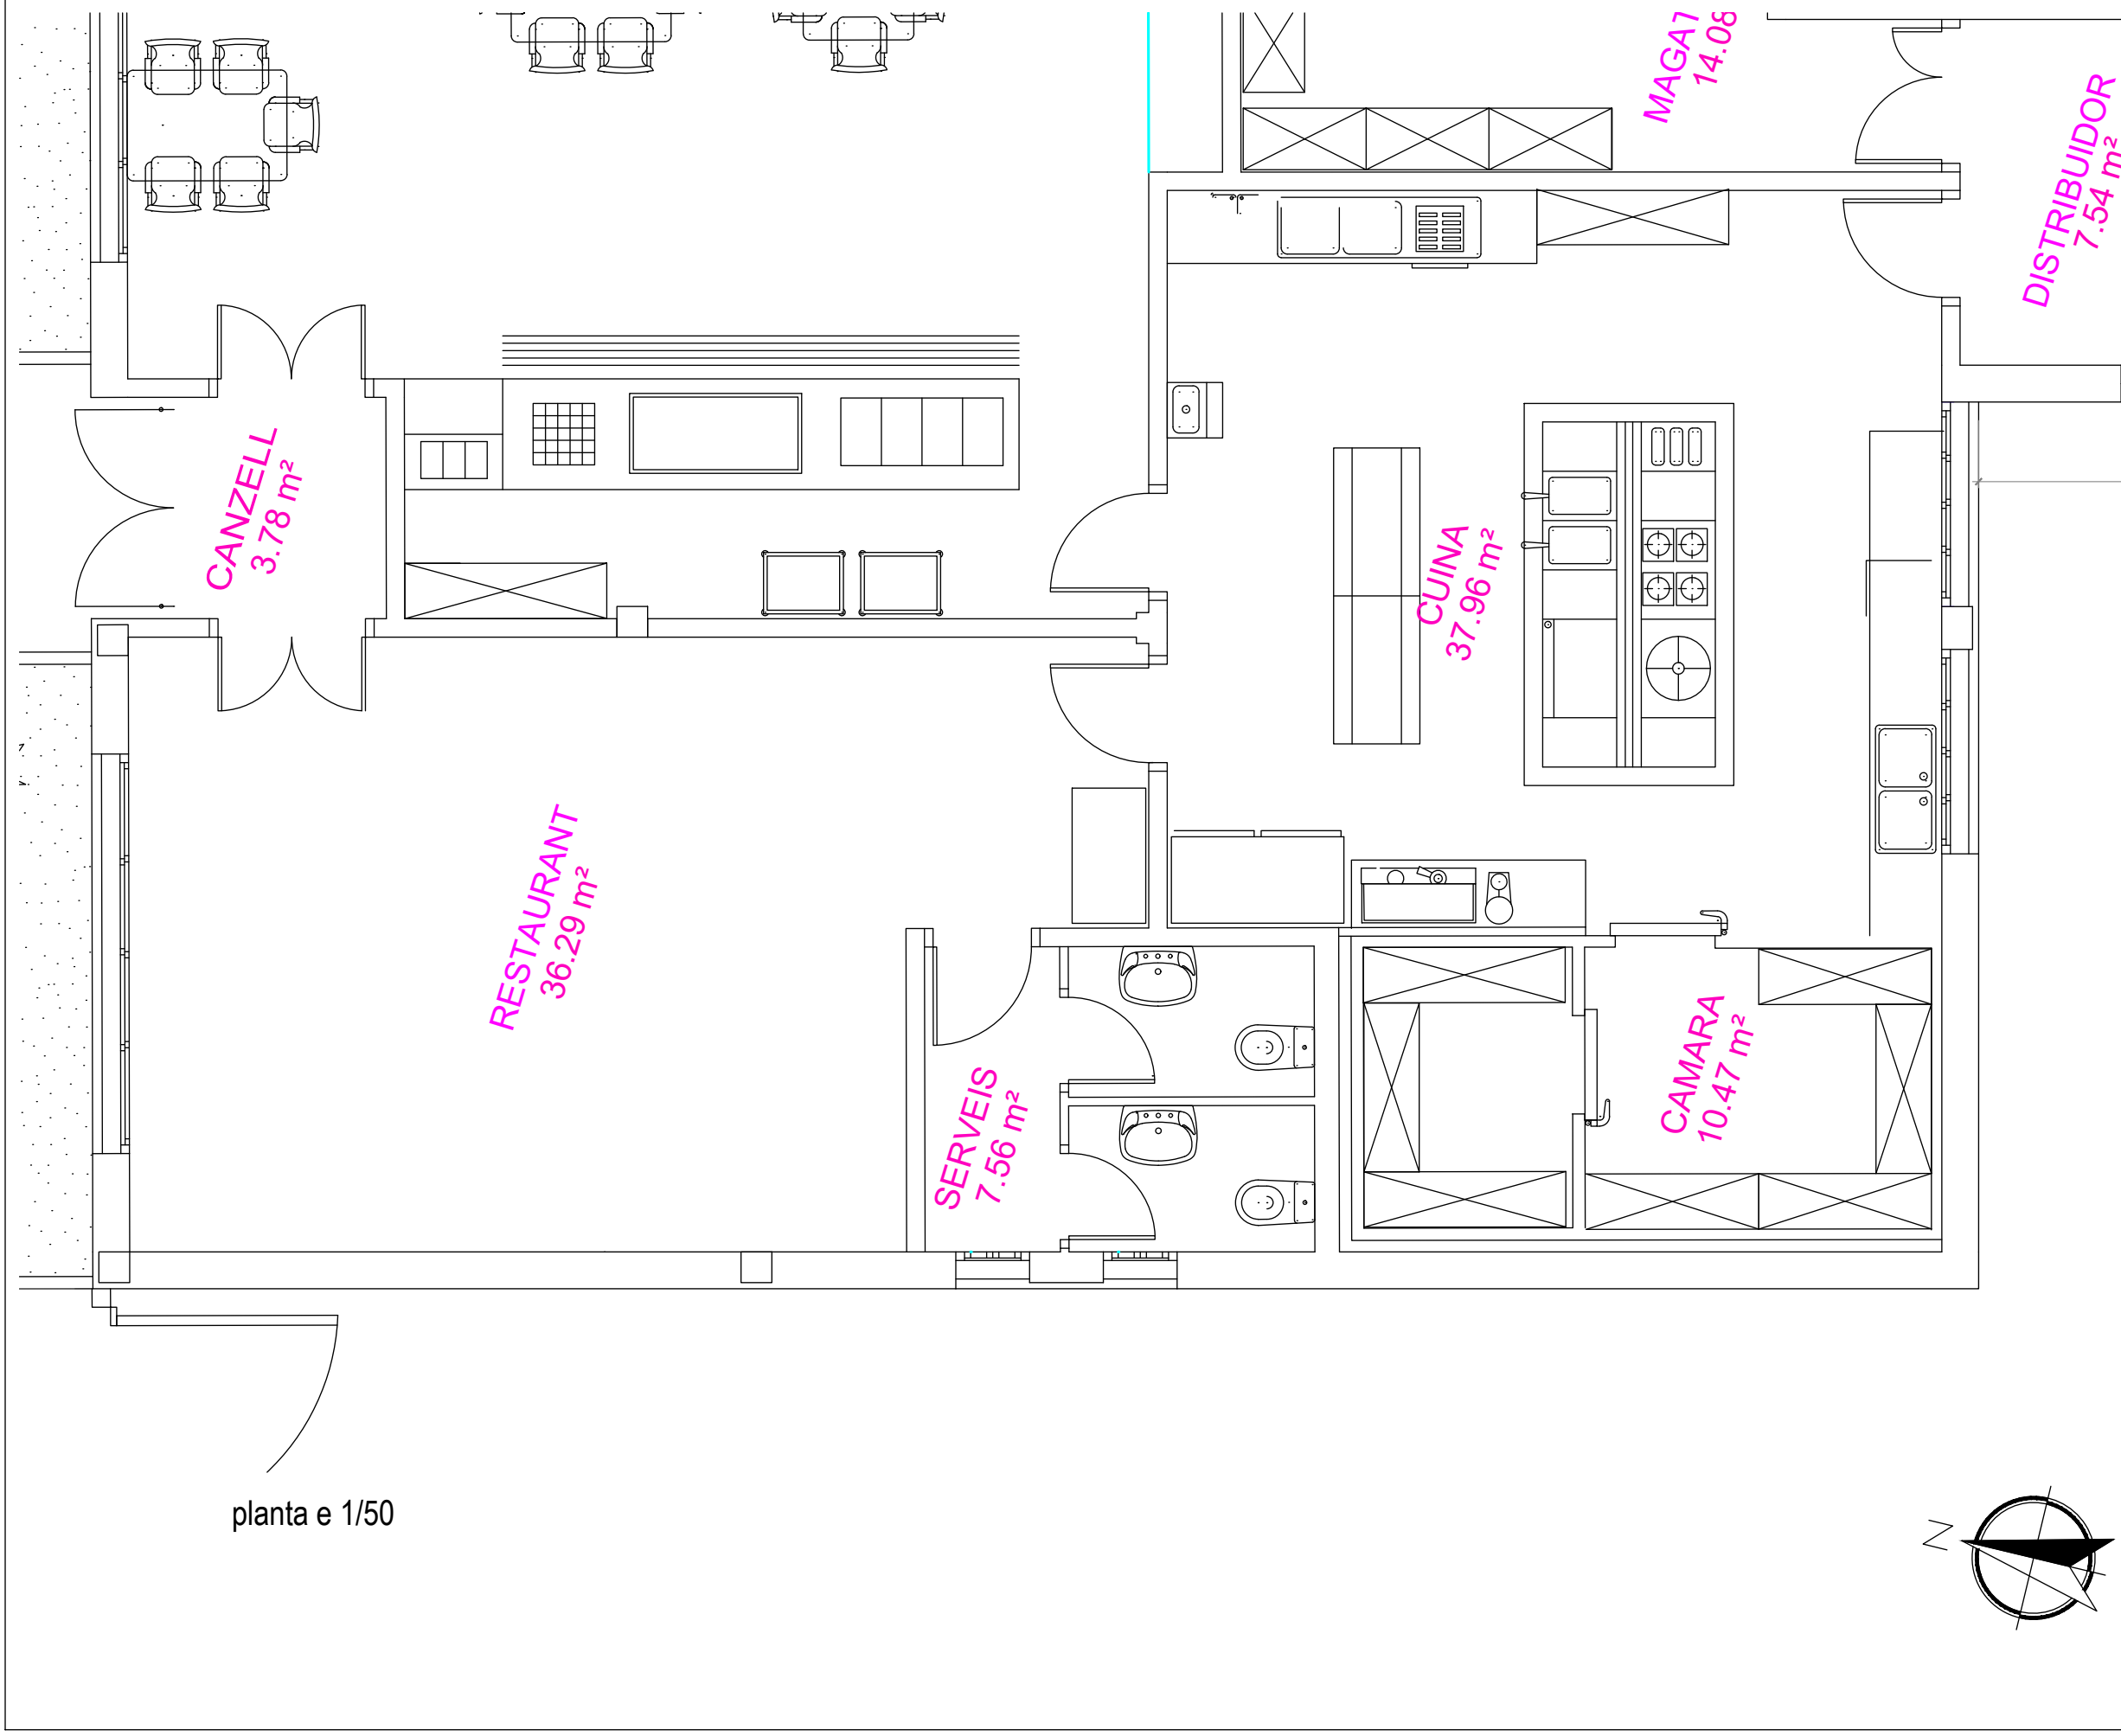 MAGAT
14.08
DISTRIBUIDOR
7.54 m²
CANZELL
3.78 m²
CUINA
37.96 m²
RESTAURANT
36.29 m²
SERVEIS
7.56 m²
CAMARA
10.47 m²
planta e 1/50
N